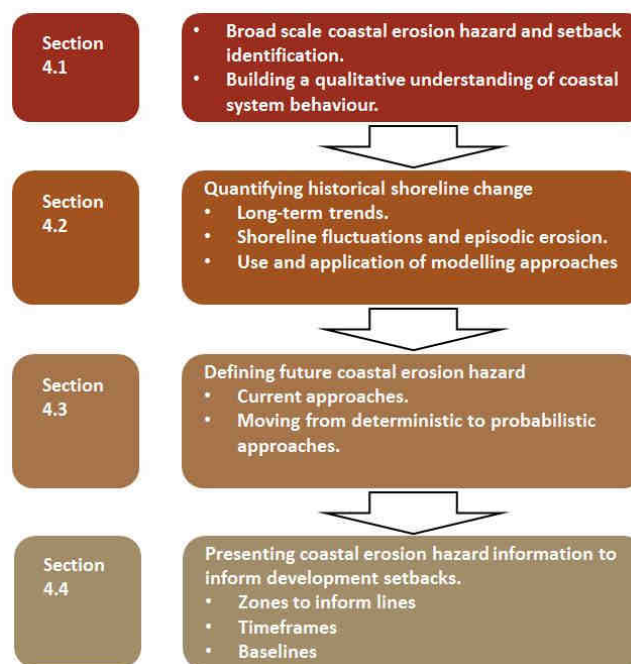 Section
4.1
• Broad scale coastal erosion hazard and setback
identification.
• Building a qualitative understanding of coastal
system behaviour.
Section
4.2
Quantifying historical shoreline change
• Long-term trends.
• Shoreline fluctuations and episodic erosion.
• Use and application of modelling approaches
Section
4.3
Defining future coastal erosion hazard
• Current approaches.
• Moving from deterministic to probabilistic
approaches.
Section
4.4
Presenting coastal erosion hazard information to
inform development setbacks.
• Zones to inform lines
• Timeframes
• Baselines